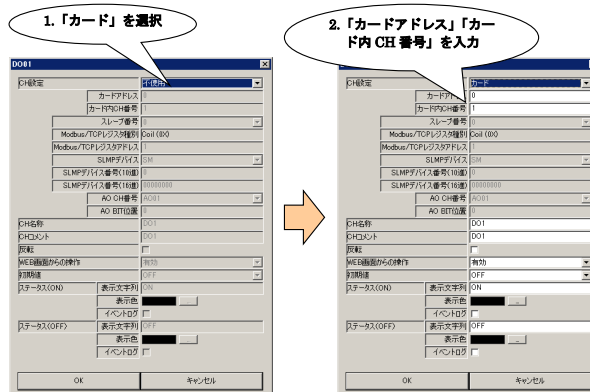 1.「カード」を選択
2.「カードアドレス」「カー
ド内 CH 番号」を入力
DO01
CH設定
不使用
カードアドレス 0
カード内CH番号 1
スレーブ番号 0
Modbus/TCPレジスタ種別 Coil (0X)
Modbus/TCPレジスタアドレス 1
SLMPデバイス SM
SLMPデバイス番号(10進) 0
SLMPデバイス番号(16進) 00000000
AO CH番号 AO01
AO BIT位置 0
CH名称 DO1
CHコメント DO1
反転
WEB画面からの操作 有効
初期値 OFF
ステータス(ON) 表示文字列 ON
表示色 ...
イベントログ
ステータス(OFF) 表示文字列 OFF
表示色 ...
イベントログ
OK キャンセル
CH設定 カード
カードアドレス 0
カード内CH番号 1
スレーブ番号 0
Modbus/TCPレジスタ種別 Coil (0X)
Modbus/TCPレジスタアドレス 1
SLMPデバイス SM
SLMPデバイス番号(10進) 0
SLMPデバイス番号(16進) 00000000
AO CH番号 AO01
AO BIT位置 0
CH名称 DO1
CHコメント DO1
反転
WEB画面からの操作 有効
初期値 OFF
ステータス(ON) 表示文字列 ON
表示色 ...
イベントログ
ステータス(OFF) 表示文字列 OFF
表示色 ...
イベントログ
OK キャンセル